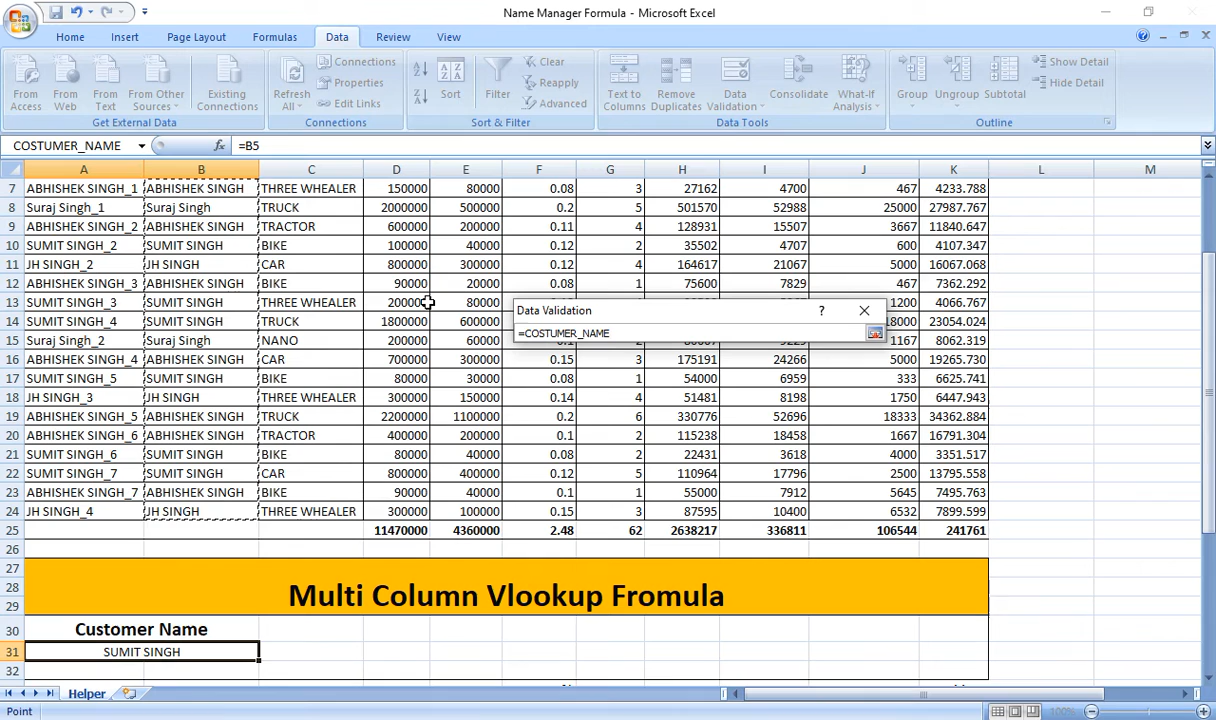 Name Manager Formula - Microsoft Excel
Home Insert Page Layout Formulas Data Review View
From Access From Web From Text From Other Sources Existing Connections Refresh All Connections Properties Edit Links Sort Filter Clear Reapply Advanced Text to Columns Remove Duplicates Data Validation Consolidate What-If Analysis Group Ungroup Subtotal Show Detail Hide Detail
Get External Data Connections Sort & Filter Data Tools Outline
COSTUMER_NAME fx =B5
A B C D E F G H I J K L M
7 ABHISHEK SINGH_1 ABHISHEK SINGH THREE WHEALER 150000 80000 0.08 3 27162 4700 467 4233.788
8 Suraj Singh_1 Suraj Singh TRUCK 2000000 500000 0.2 5 501570 52988 25000 27987.767
9 ABHISHEK SINGH_2 ABHISHEK SINGH TRACTOR 600000 200000 0.11 4 128931 15507 3667 11840.647
10 SUMIT SINGH_2 SUMIT SINGH BIKE 100000 40000 0.12 2 35502 4707 600 4107.347
11 JH SINGH_2 JH SINGH CAR 800000 300000 0.12 4 164617 21067 5000 16067.068
12 ABHISHEK SINGH_3 ABHISHEK SINGH BIKE 90000 20000 0.08 1 75600 7829 467 7362.292
13 SUMIT SINGH_3 SUMIT SINGH THREE WHEALER 200000 80000 1200 4066.767
Data Validation ?
14 SUMIT SINGH_4 SUMIT SINGH TRUCK 1800000 600000 18000 23054.024
=COSTUMER_NAME
15 Suraj Singh_2 Suraj Singh NANO 200000 60000 1167 8062.319
16 ABHISHEK SINGH_4 ABHISHEK SINGH CAR 700000 300000 0.15 3 175191 24266 5000 19265.730
17 SUMIT SINGH_5 SUMIT SINGH BIKE 80000 30000 0.08 1 54000 6959 333 6625.741
18 JH SINGH_3 JH SINGH THREE WHEALER 300000 150000 0.14 4 51481 8198 1750 6447.943
19 ABHISHEK SINGH_5 ABHISHEK SINGH TRUCK 2200000 1100000 0.2 6 330776 52696 18333 34362.884
20 ABHISHEK SINGH_6 ABHISHEK SINGH TRACTOR 400000 200000 0.1 2 115238 18458 1667 16791.304
21 SUMIT SINGH_6 SUMIT SINGH BIKE 80000 40000 0.08 2 22431 3618 4000 3351.517
22 SUMIT SINGH_7 SUMIT SINGH CAR 800000 400000 0.12 5 110964 17796 2500 13795.558
23 ABHISHEK SINGH_7 ABHISHEK SINGH BIKE 90000 40000 0.1 1 55000 7912 5645 7495.763
24 JH SINGH_4 JH SINGH THREE WHEALER 300000 100000 0.15 3 87595 10400 6532 7899.599
25 11470000 4360000 2.48 62 2638217 336811 106544 241761
26
27
28 Multi Column Vlookup Fromula
29
30 Customer Name
31 SUMIT SINGH
32
Helper
Point 100%